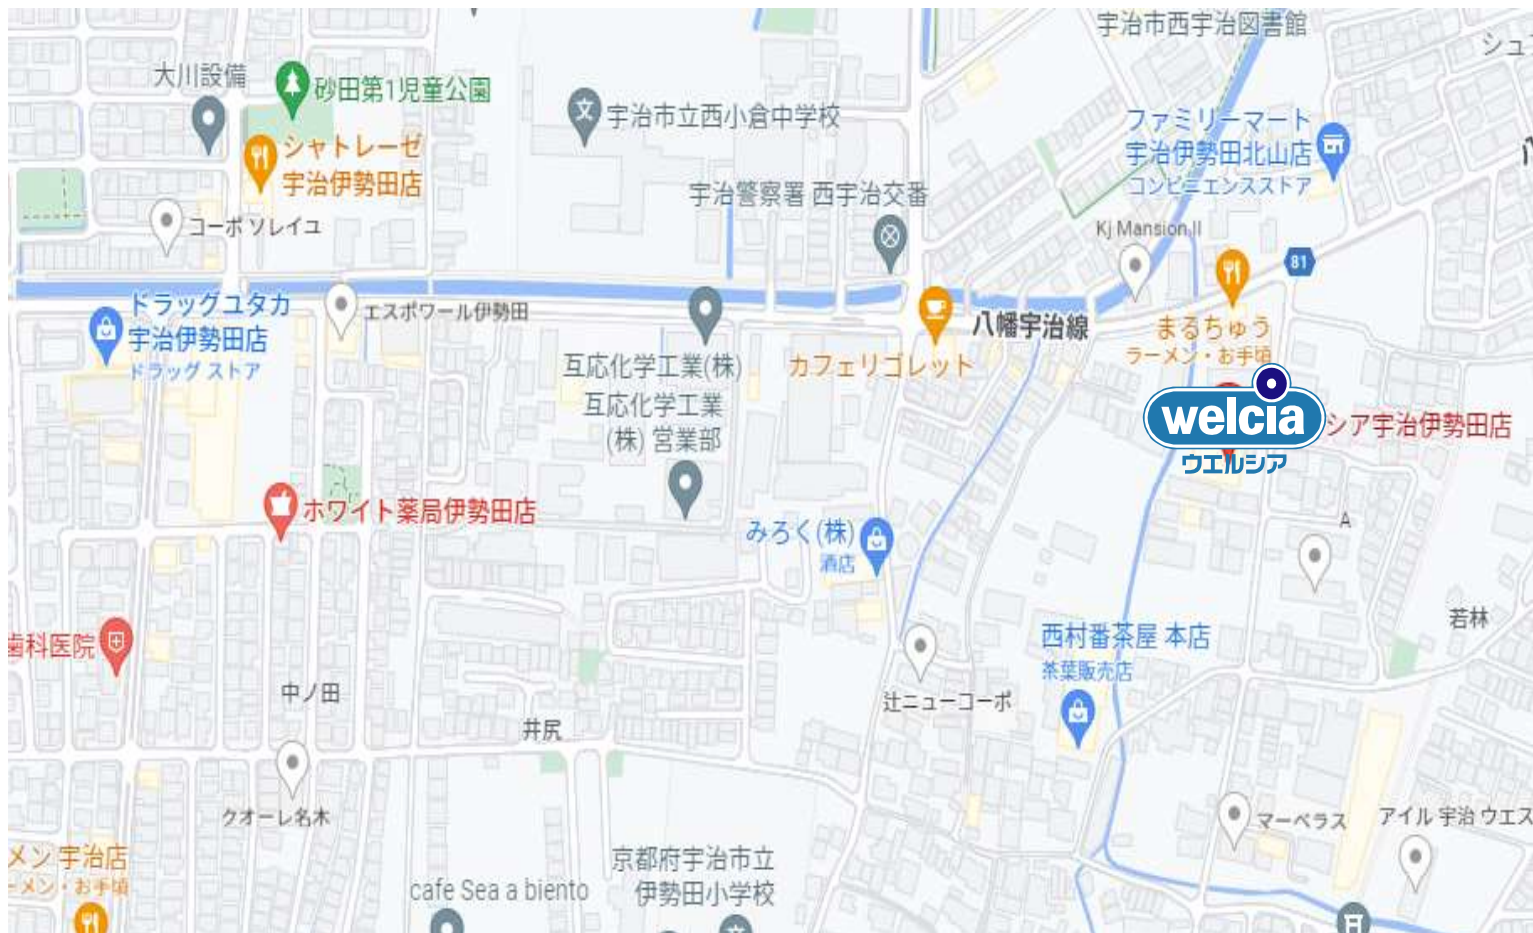 宇治市西宇治図書館
シュ
大川設備
砂田第1児童公園
宇治市立西小倉中学校
ファミリーマート
宇治伊勢田北山店
コンビニエンスストア
シャトレーゼ
宇治伊勢田店
宇治警察署 西宇治交番
コーポ ソレイユ
Kj Mansion II
81
ドラッグユタカ
宇治伊勢田店
ドラッグ ストア
エスポワール伊勢田
八幡宇治線
まるちゅう
ラーメン・お手頃
互応化学工業(株)
カフェリゴレット
互応化学工業
(株) 営業部
welcia
ウエルシア
シア宇治伊勢田店
ホワイト薬局伊勢田店
みろく(株)
酒店
A
若林
歯科医院
西村番茶屋 本店
茶葉販売店
中ノ田
辻ニューコーポ
井尻
クオーレ名木
マーベラス
アイル 宇治 ウエス
メン 宇治店
ーメン・お手頃
京都府宇治市立
伊勢田小学校
cafe Sea a biento